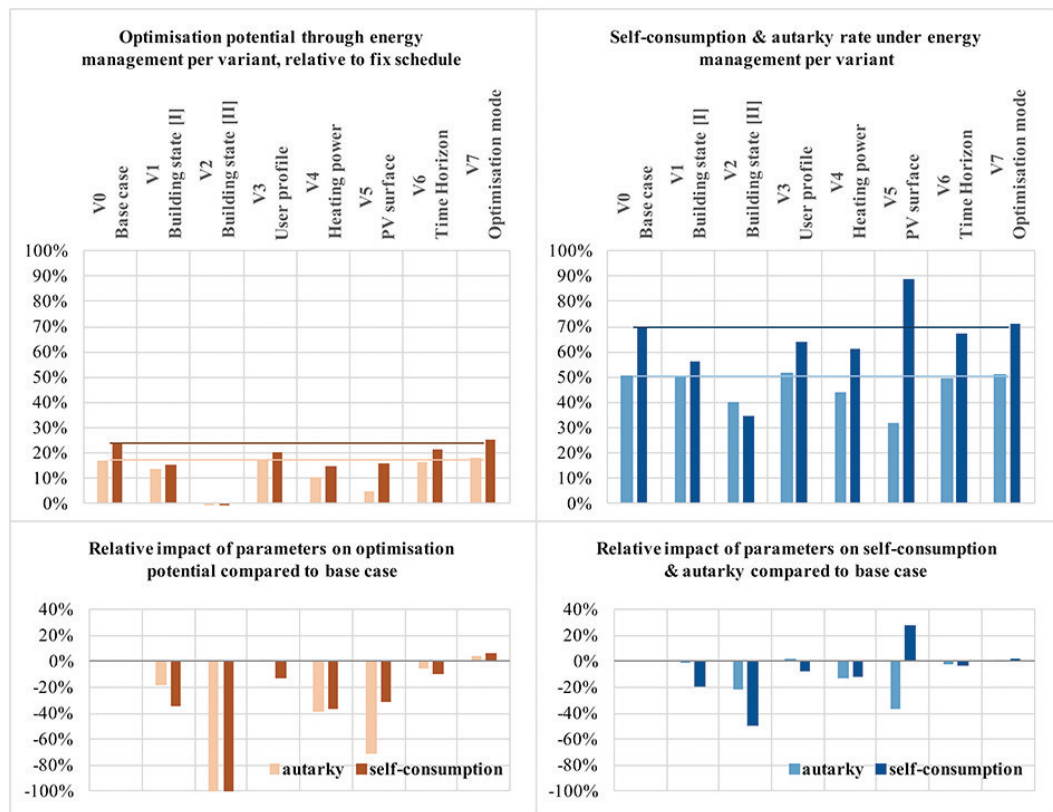 Optimisation potential through energy
management per variant, relative to fix schedule
V0
Base case
V1
Building state [I]
V2
Building state [II]
V3
User profile
V4
Heating power
V5
PV surface
V6
Time Horizon
V7
Optimisation mode
100%
90%
80%
70%
60%
50%
40%
30%
20%
10%
0%
Self-consumption & autarky rate under energy
management per variant
V0
Base case
V1
Building state [I]
V2
Building state [II]
V3
User profile
V4
Heating power
V5
PV surface
V6
Time Horizon
V7
Optimisation mode
100%
90%
80%
70%
60%
50%
40%
30%
20%
10%
0%
Relative impact of parameters on optimisation
potential compared to base case
40%
20%
0%
-20%
-40%
-60%
-80%
-100%
autarky self-consumption
Relative impact of parameters on self-consumption
& autarky compared to base case
40%
20%
0%
-20%
-40%
-60%
-80%
-100%
autarky self-consumption